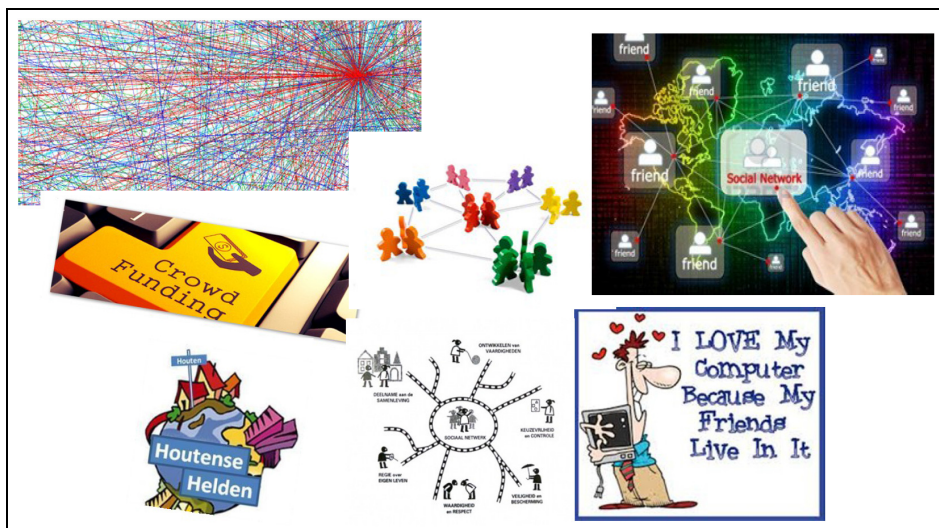 friend
friend
friend
friend
friend
friend
Social Network
friend
friend
friend
friend
friend
Crowd
Funding
ONTWIKKELEN van
VAARDIGHEDEN
DEELNAME aan de
SAMENLEVING
SOCIAAL NETWERK
KEUZEVRIJHEID
en CONTROLE
REGIE over
EIGEN LEVEN
WAARDIGHEID
en RESPECT
VEILIGHEID en
BESCHERMING
Houten
Houtense
Helden
I LOVE My
Computer
Because My
Friends
Live In It